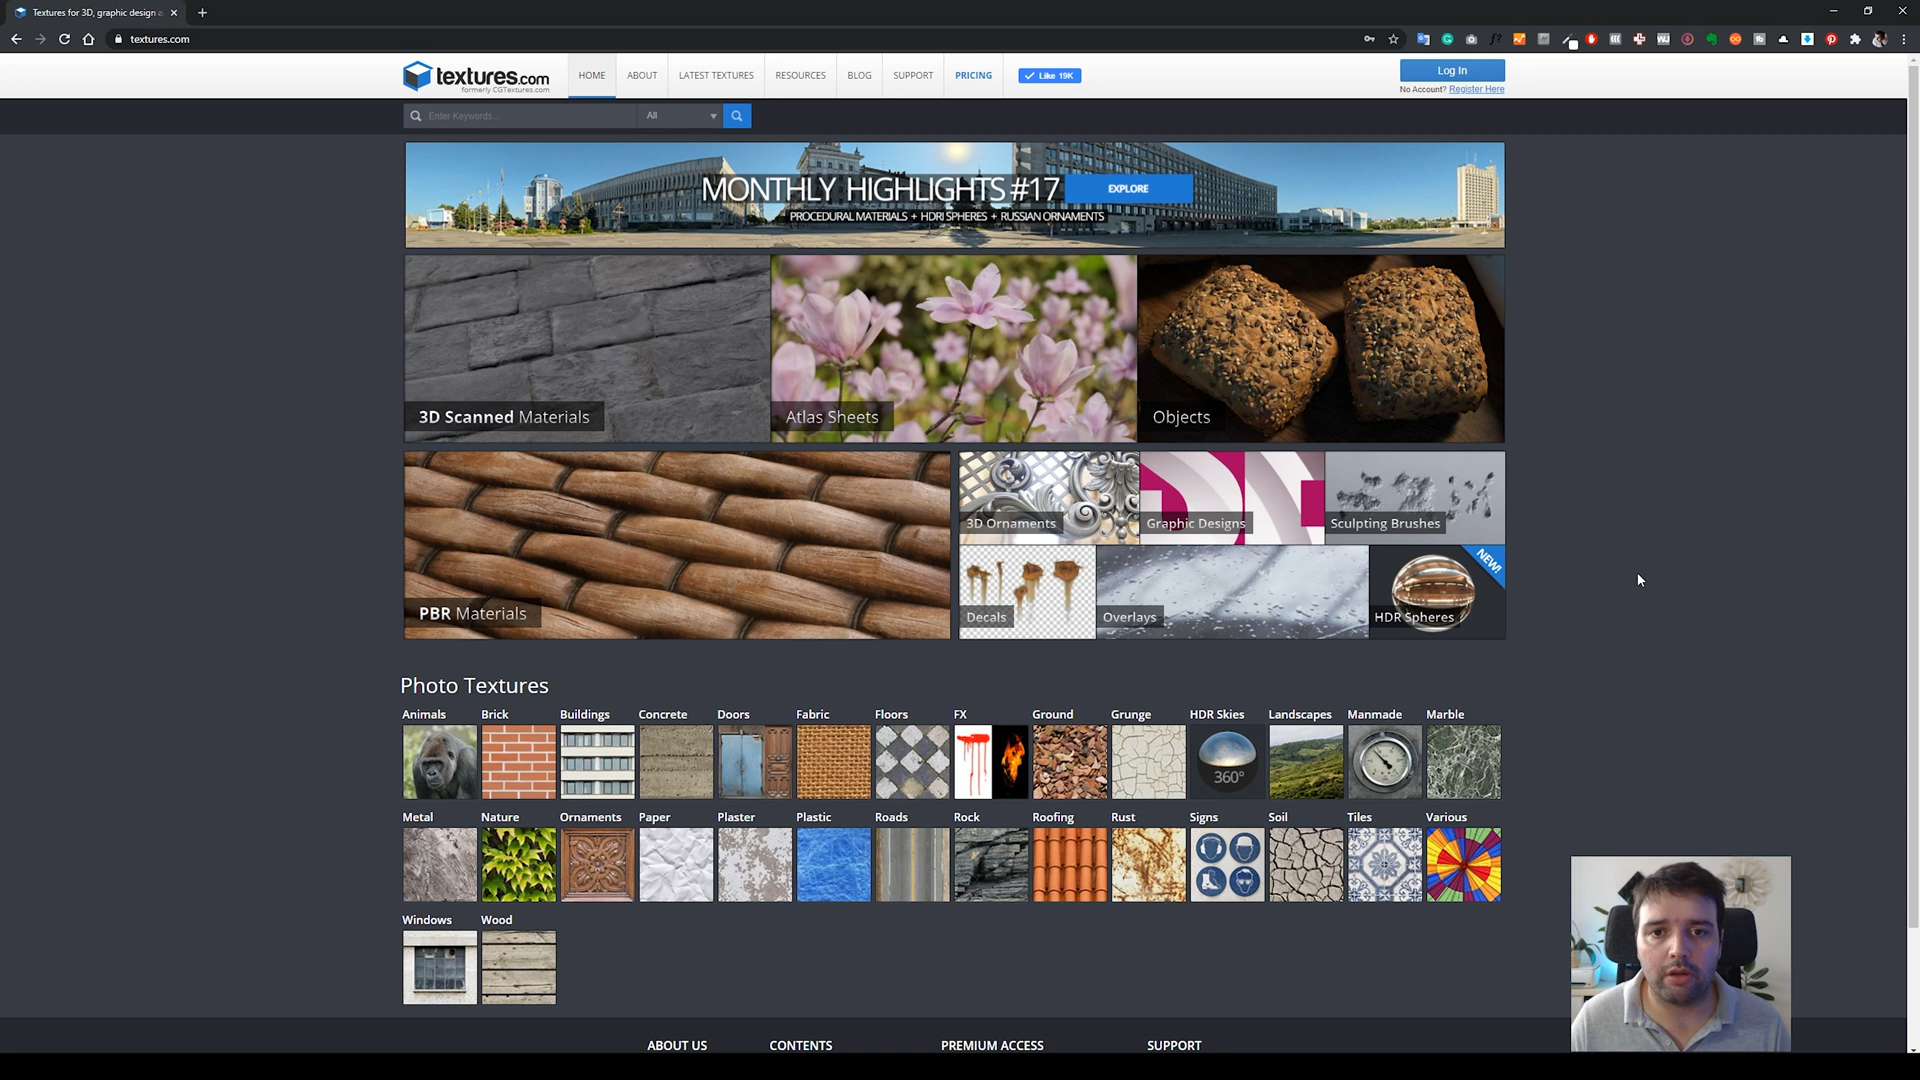 Textures for 3D, graphic design a
textures.com
textures.com
formerly CGTextures.com
HOME
ABOUT
LATEST TEXTURES
RESOURCES
BLOG
SUPPORT
PRICING
Like 19K
Log In
No Account? Register Here
Enter Keywords...
All
MONTHLY HIGHLIGHTS #17
EXPLORE
PROCEDURAL MATERIALS + HDRI SPHERES + RUSSIAN ORNAMENTS
3D Scanned Materials
Atlas Sheets
Objects
PBR Materials
3D Ornaments
Graphic Designs
Sculpting Brushes
NEW!
Decals
Overlays
HDR Spheres
Photo Textures
Animals
Brick
Buildings
Concrete
Doors
Fabric
Floors
FX
Ground
Grunge
HDR Skies
Landscapes
Manmade
Marble
360°
Metal
Nature
Ornaments
Paper
Plaster
Plastic
Roads
Rock
Roofing
Rust
Signs
Soil
Tiles
Various
Windows
Wood
ABOUT US
CONTENTS
PREMIUM ACCESS
SUPPORT